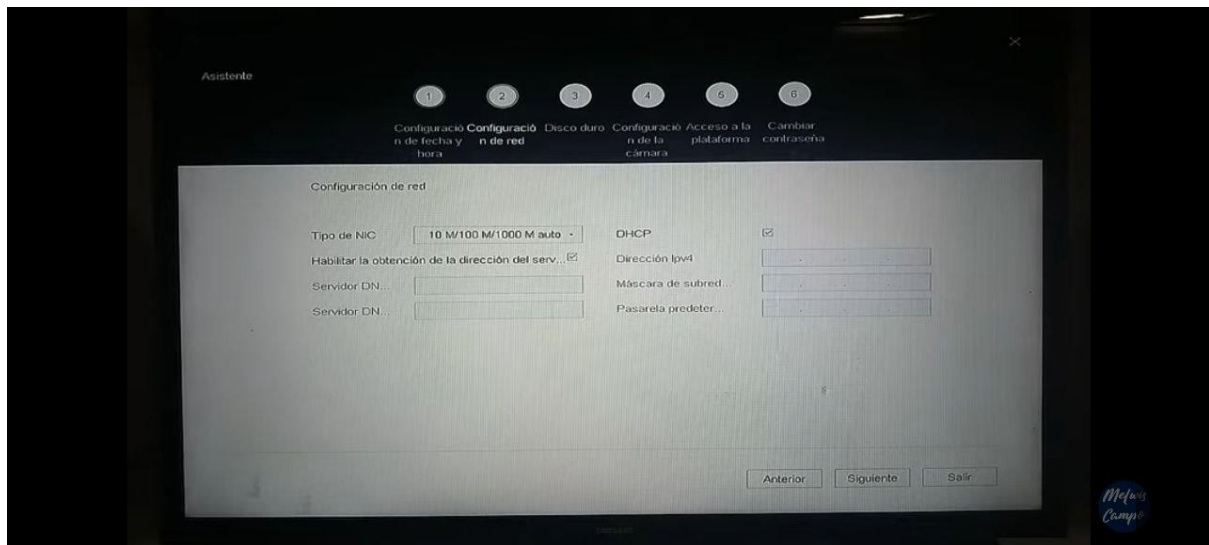 Asistente
1 2 3 4 5 6
Configuració Configuració Disco duro Configuració Acceso a la Cambiar
n de fecha y n de red n de la plataforma contraseña
hora cámara
Configuración de red
Tipo de NIC 10 M/100 M/1000 M auto DHCP
Habilitar la obtención de la dirección del serv... Dirección Ipv4
Servidor DN... Máscara de subred...
Servidor DN... Pasarela predeter...
Anterior Siguiente Salir
Melwis
Campo